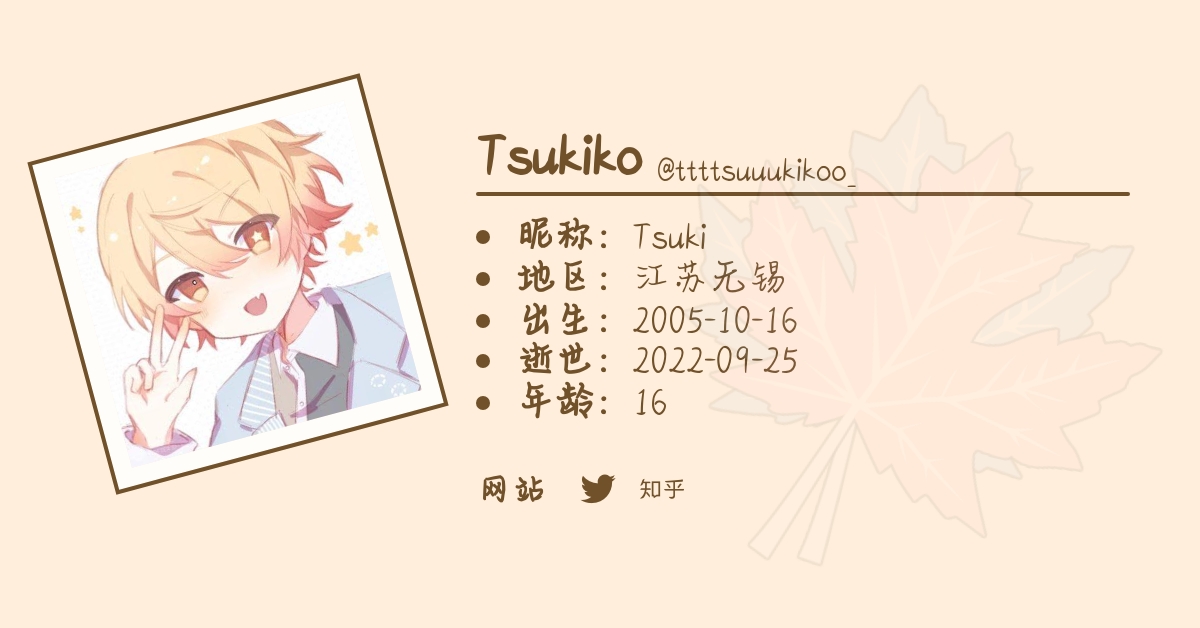 Tsukiko @ttttsuuukikoo_
昵称： Tsuki
地区： 江苏无锡
出生： 2005-10-16
逝世： 2022-09-25
年龄： 16
网站 知乎